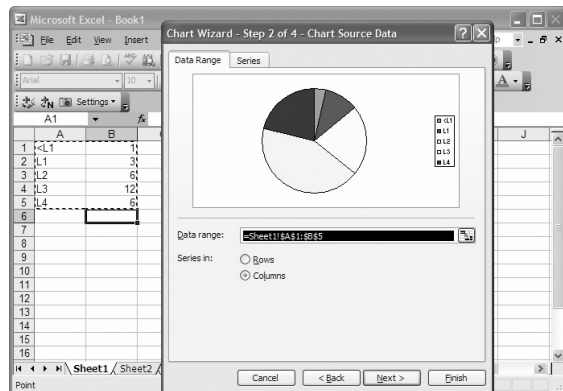 Microsoft Excel - Book1
File Edit View Insert
Arial 10
Settings
A1 fx
A B J
1 <L1 1
2 L1 3
3 L2 6
4 L3 12
5 L4 6
6
7
8
9
10
11
12
13
14
15
16
Sheet1 Sheet2
Point
Chart Wizard - Step 2 of 4 - Chart Source Data
Data Range Series
<L1
L1
L2
L3
L4
Data range: =Sheet1!$A$1:$B$5
Series in: Rows
Columns
Cancel < Back Next > Finish